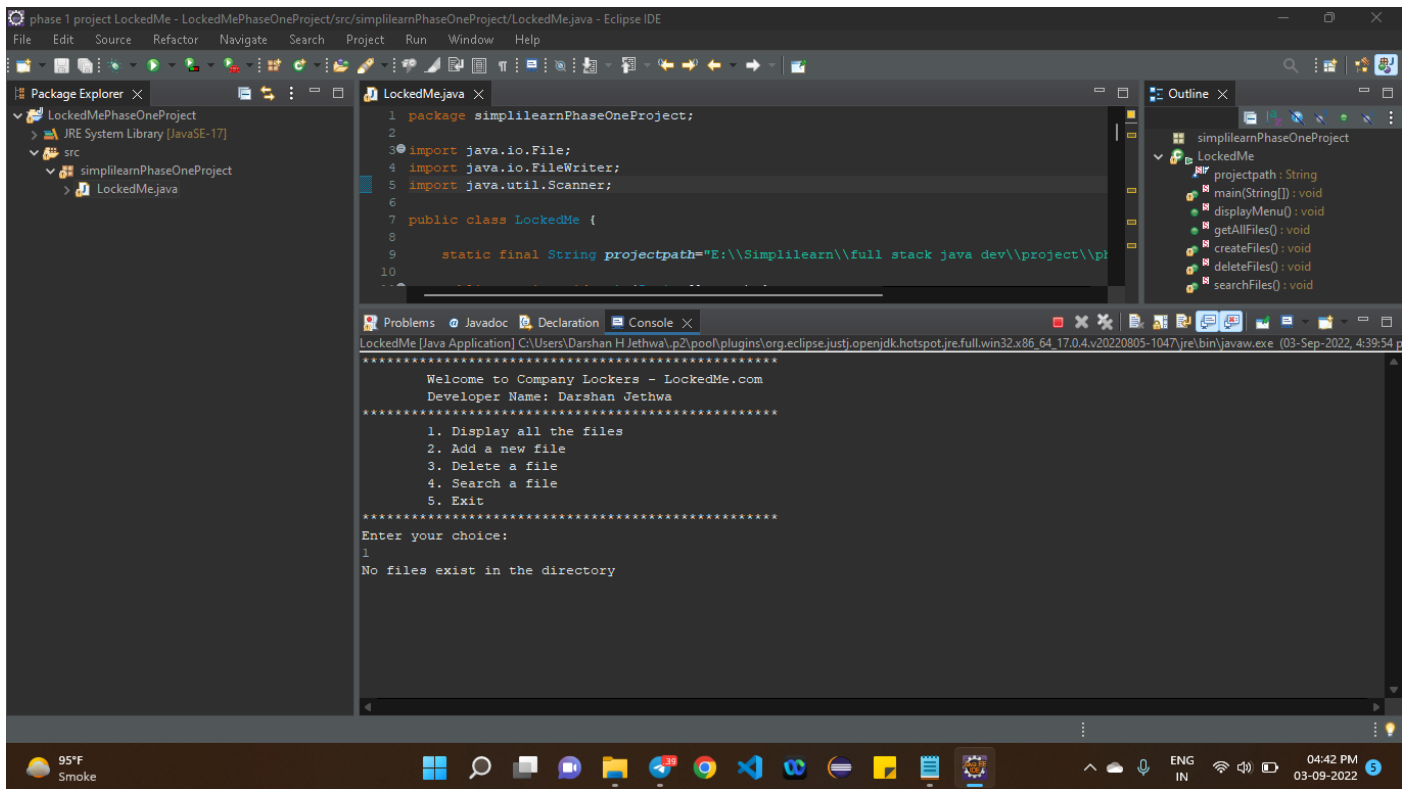 phase 1 project LockedMe - LockedMePhaseOneProject/src/simplilearnPhaseOneProject/LockedMe.java - Eclipse IDE
File Edit Source Refactor Navigate Search Project Run Window Help
Package Explorer
LockedMePhaseOneProject
JRE System Library [JavaSE-17]
src
simplilearnPhaseOneProject
LockedMe.java
LockedMe.java
1 package simplilearnPhaseOneProject;
2
3 import java.io.File;
4 import java.io.FileWriter;
5 import java.util.Scanner;
6
7 public class LockedMe {
8
9 static final String projectpath="E:\\Simplilearn\\full stack java dev\\project\\ph
10
Outline
simplilearnPhaseOneProject
LockedMe
projectpath : String
main(String[]) : void
displayMenu() : void
getAllFiles() : void
createFiles() : void
deleteFiles() : void
searchFiles() : void
Problems @ Javadoc Declaration Console
LockedMe [Java Application] C:\Users\Darshan H Jethwa\.p2\pool\plugins\org.eclipse.justj.openjdk.hotspot.jre.full.win32.x86_64_17.0.4.v20220805-1047\jre\bin\javaw.exe (03-Sep-2022, 4:39:54 p
***************************************************
Welcome to Company Lockers - LockedMe.com
Developer Name: Darshan Jethwa
***************************************************
1. Display all the files
2. Add a new file
3. Delete a file
4. Search a file
5. Exit
***************************************************
Enter your choice:
1
No files exist in the directory
95°F
Smoke
39
ENG
IN
04:42 PM
03-09-2022
5